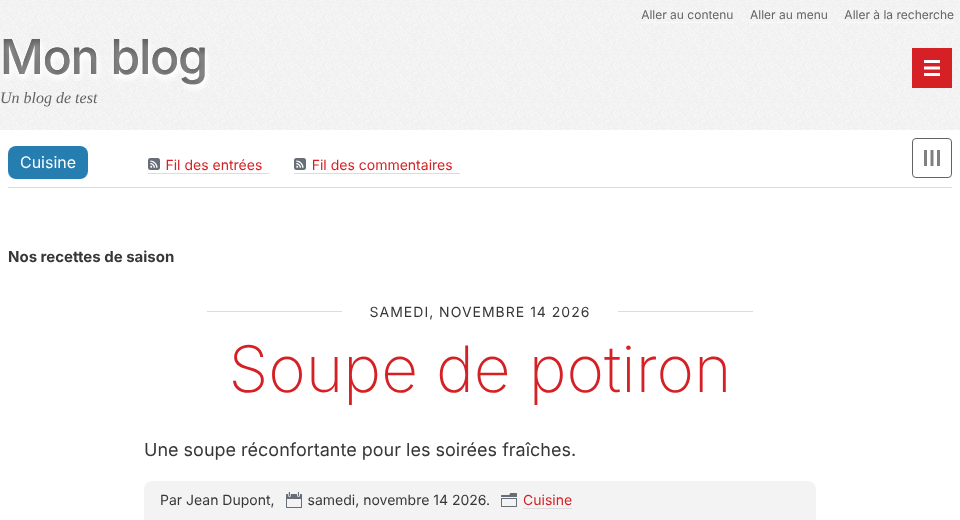 Aller au contenu Aller au menu Aller à la recherche
Mon blog
Un blog de test
Cuisine Fil des entrées Fil des commentaires
Nos recettes de saison
SAMEDI, NOVEMBRE 14 2026
Soupe de potiron
Une soupe réconfortante pour les soirées fraîches.
Par Jean Dupont, samedi, novembre 14 2026. Cuisine